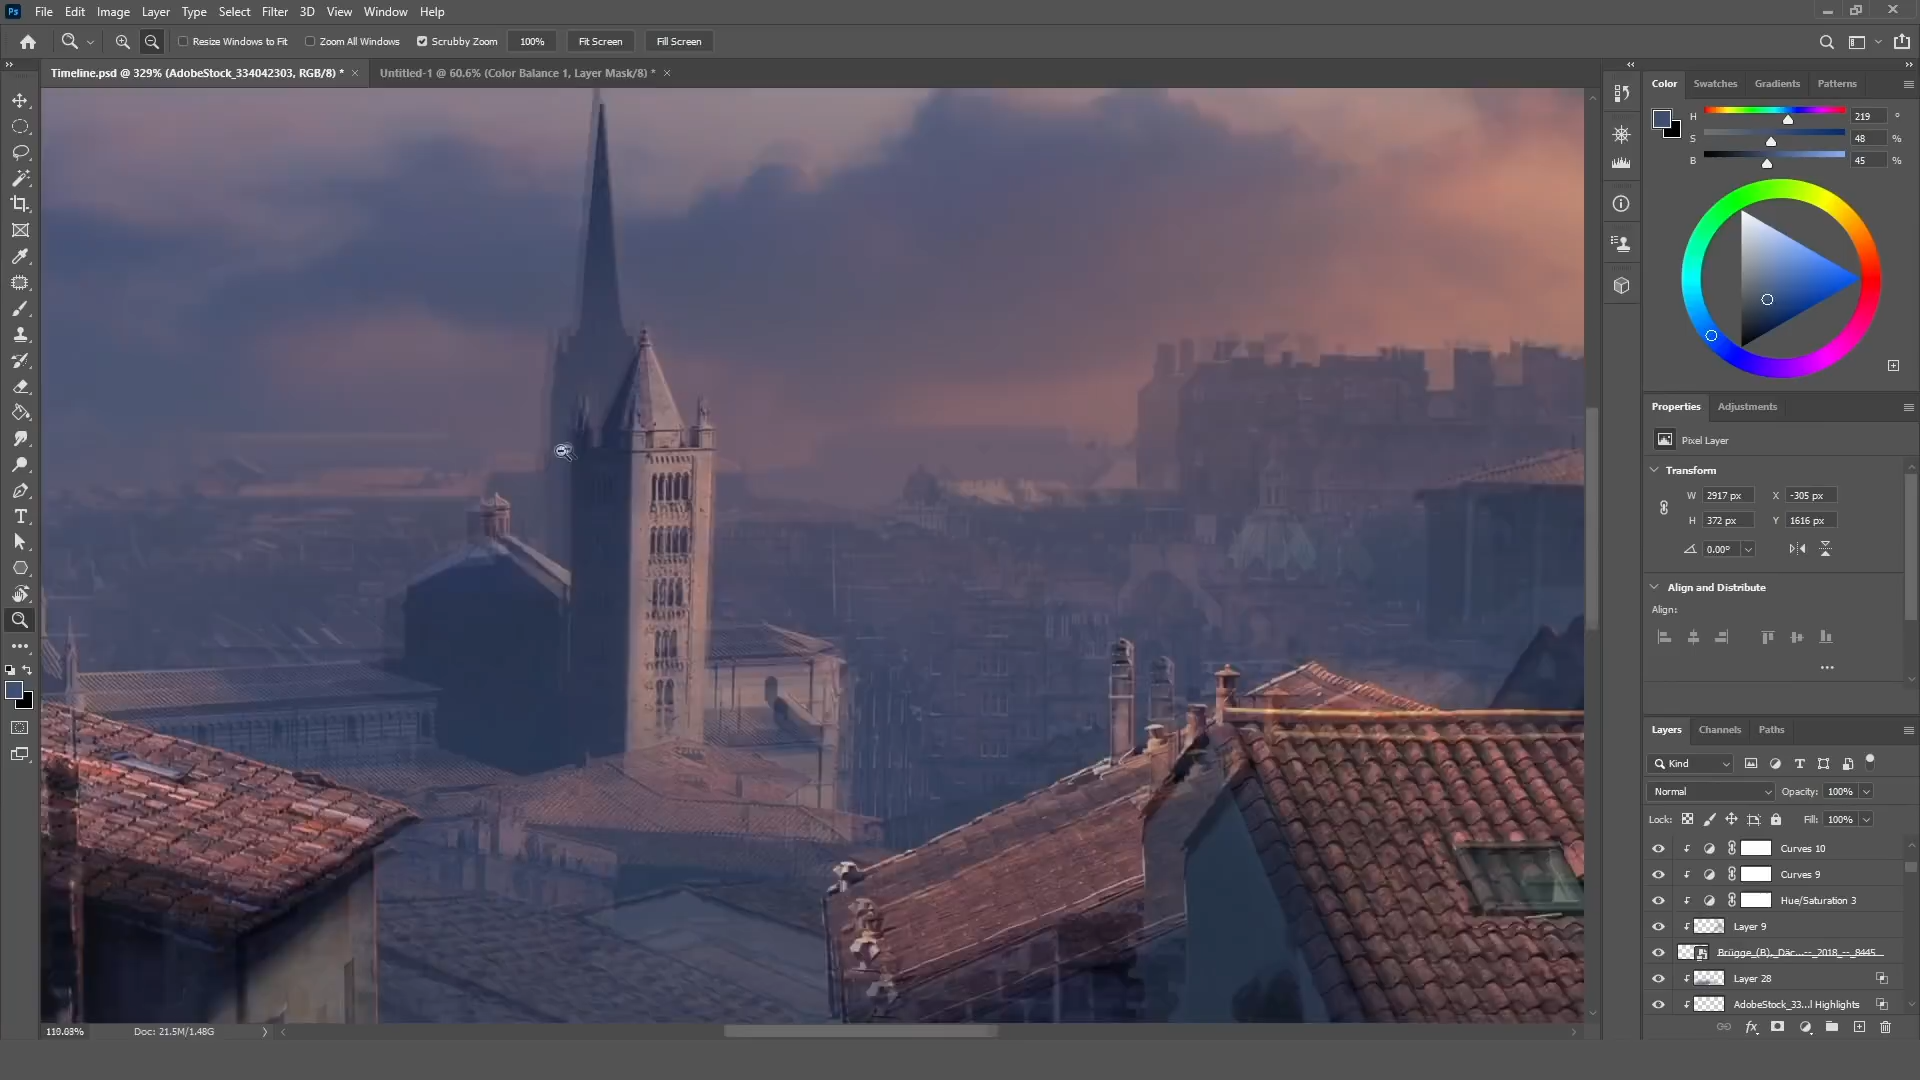 Ps File Edit Image Layer Type Select Filter 3D View Window Help
Resize Windows to Fit Zoom All Windows Scrubby Zoom 100% Fit Screen Fill Screen
Timeline.psd @ 329% (AdobeStock_334042303, RGB/8) * × Untitled-1 @ 60.6% (Color Balance 1, Layer Mask/8) * ×
Color Swatches Gradients Patterns
H 219 °
S 48 %
B 45 %
Properties Adjustments
Pixel Layer
Transform
W 2917 px X -305 px
H 372 px Y 1616 px
0.00°
Align and Distribute
Align:
Layers Channels Paths
Kind
Normal Opacity: 100%
Lock: Fill: 100%
Curves 10
Curves 9
Hue/Saturation 3
Layer 9
Brügge_(B)._Däc...--_2018_--_8445
Layer 28
AdobeStock_33...l Highlights
Doc: 21.5M/1.48G